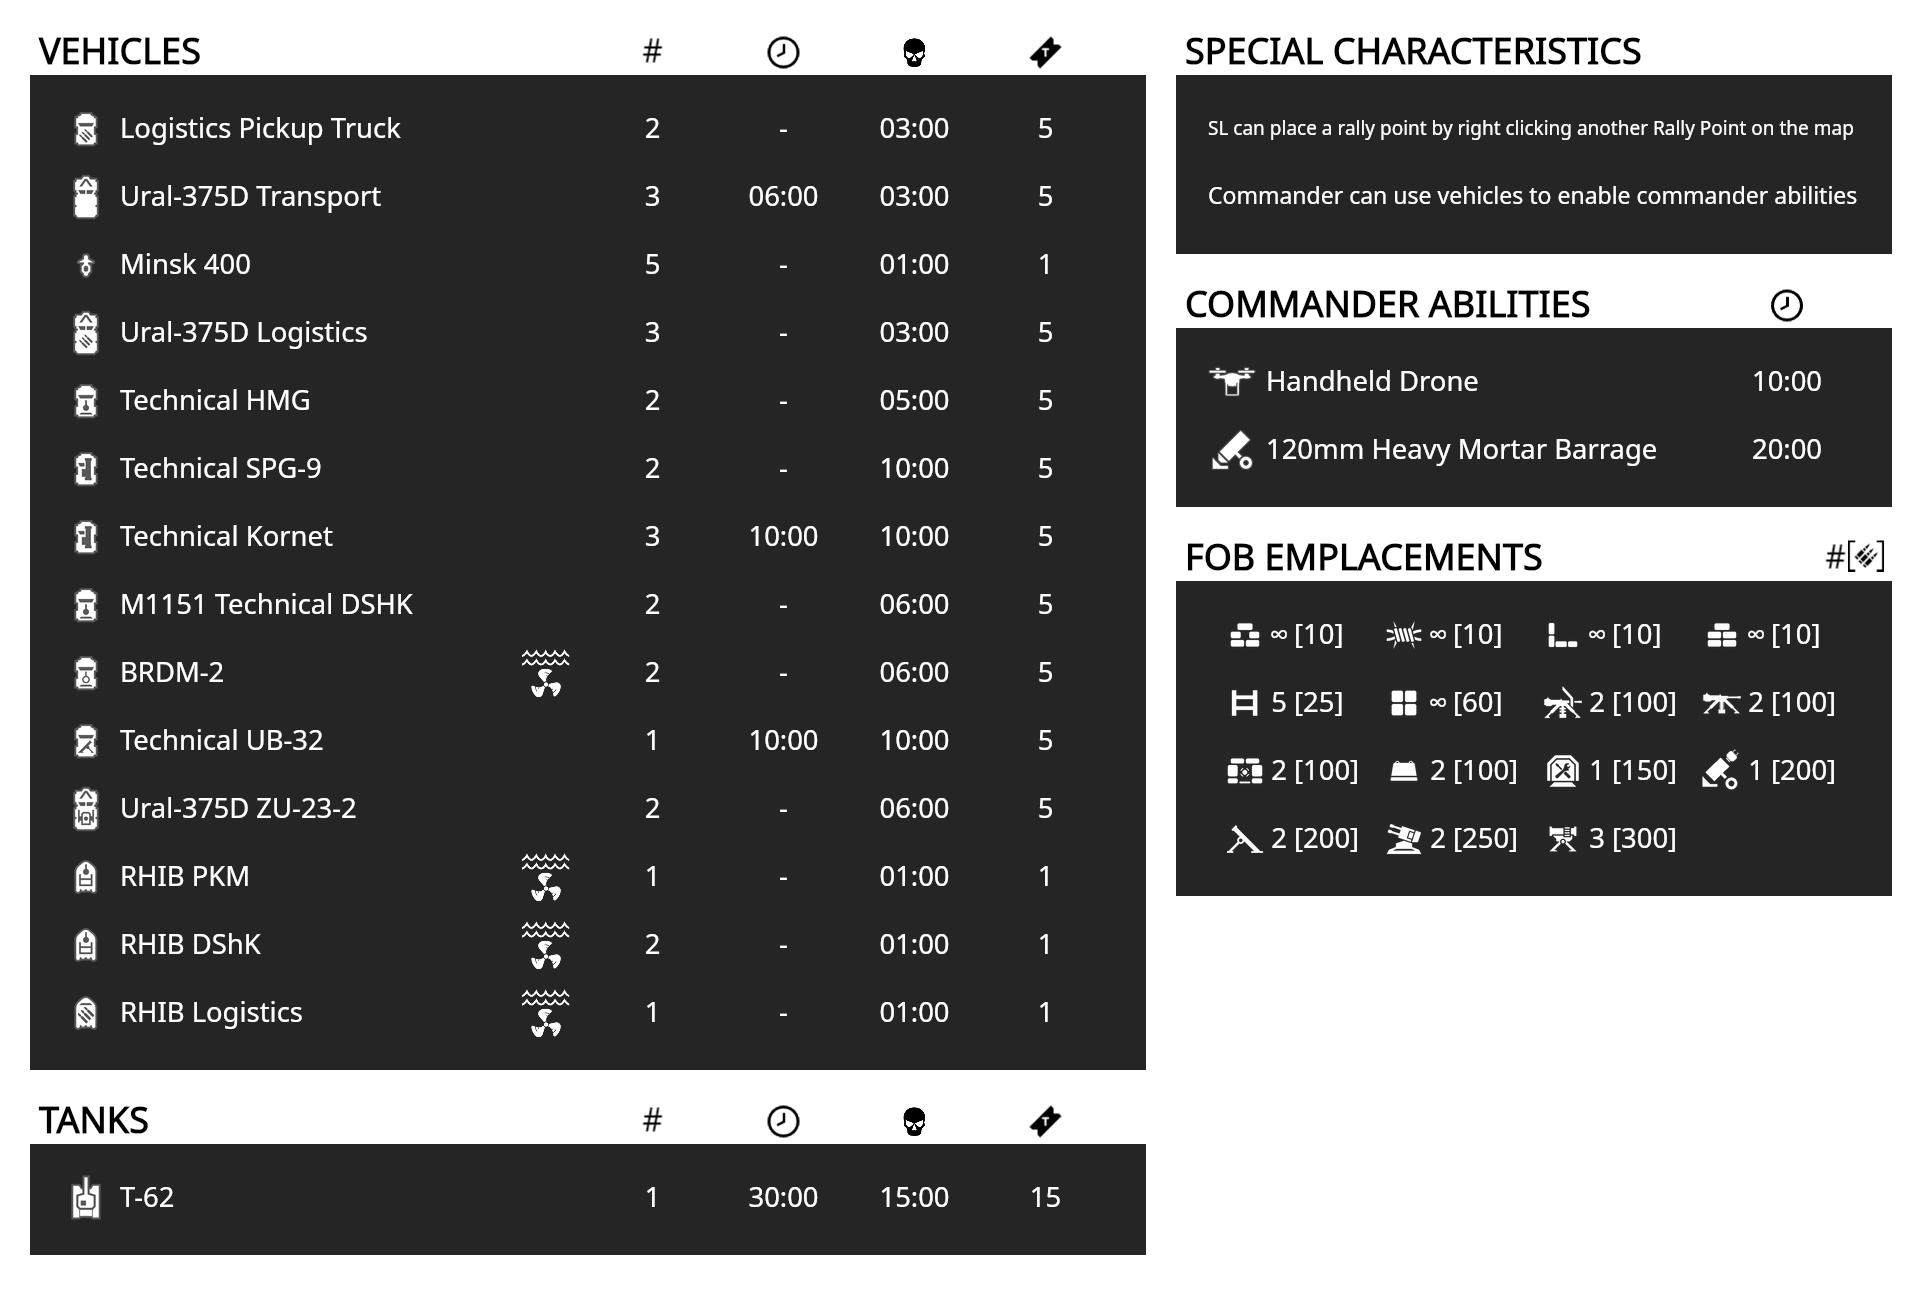 VEHICLES #
Logistics Pickup Truck 2 - 03:00 5
Ural-375D Transport 3 06:00 03:00 5
Minsk 400 5 - 01:00 1
Ural-375D Logistics 3 - 03:00 5
Technical HMG 2 - 05:00 5
Technical SPG-9 2 - 10:00 5
Technical Kornet 3 10:00 10:00 5
M1151 Technical DSHK 2 - 06:00 5
BRDM-2 2 - 06:00 5
Technical UB-32 1 10:00 10:00 5
Ural-375D ZU-23-2 2 - 06:00 5
RHIB PKM 1 - 01:00 1
RHIB DShK 2 - 01:00 1
RHIB Logistics 1 - 01:00 1
TANKS #
T-62 1 30:00 15:00 15
SPECIAL CHARACTERISTICS
SL can place a rally point by right clicking another Rally Point on the map
Commander can use vehicles to enable commander abilities
COMMANDER ABILITIES
Handheld Drone 10:00
120mm Heavy Mortar Barrage 20:00
FOB EMPLACEMENTS #[ ]
∞ [10] ∞ [10] ∞ [10] ∞ [10]
5 [25] ∞ [60] 2 [100] 2 [100]
2 [100] 2 [100] 1 [150] 1 [200]
2 [200] 2 [250] 3 [300]